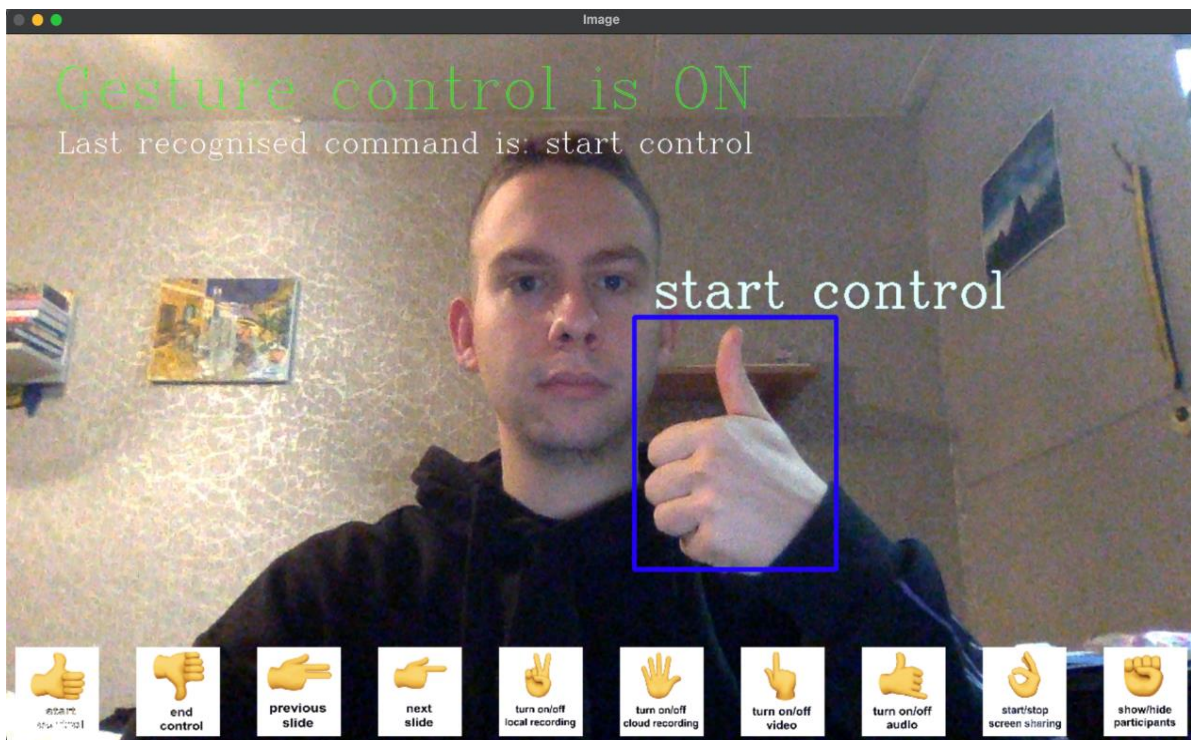 Image
Gesture control is ON
Last recognised command is: start control
start control
start
control
end
control
previous
slide
next
slide
turn on/off
local recording
turn on/off
cloud recording
turn on/off
video
turn on/off
audio
start/stop
screen sharing
show/hide
participants